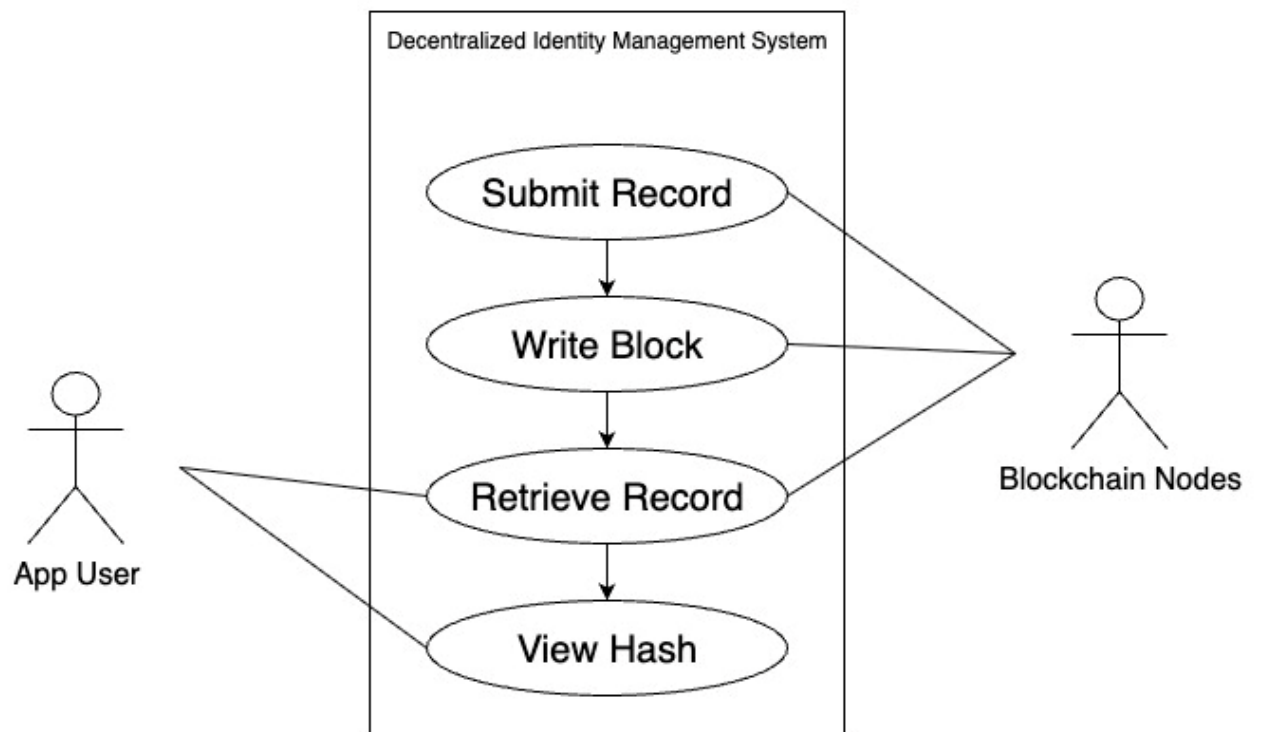 Decentralized Identity Management System
Submit Record
Write Block
Retrieve Record
View Hash
App User
Blockchain Nodes